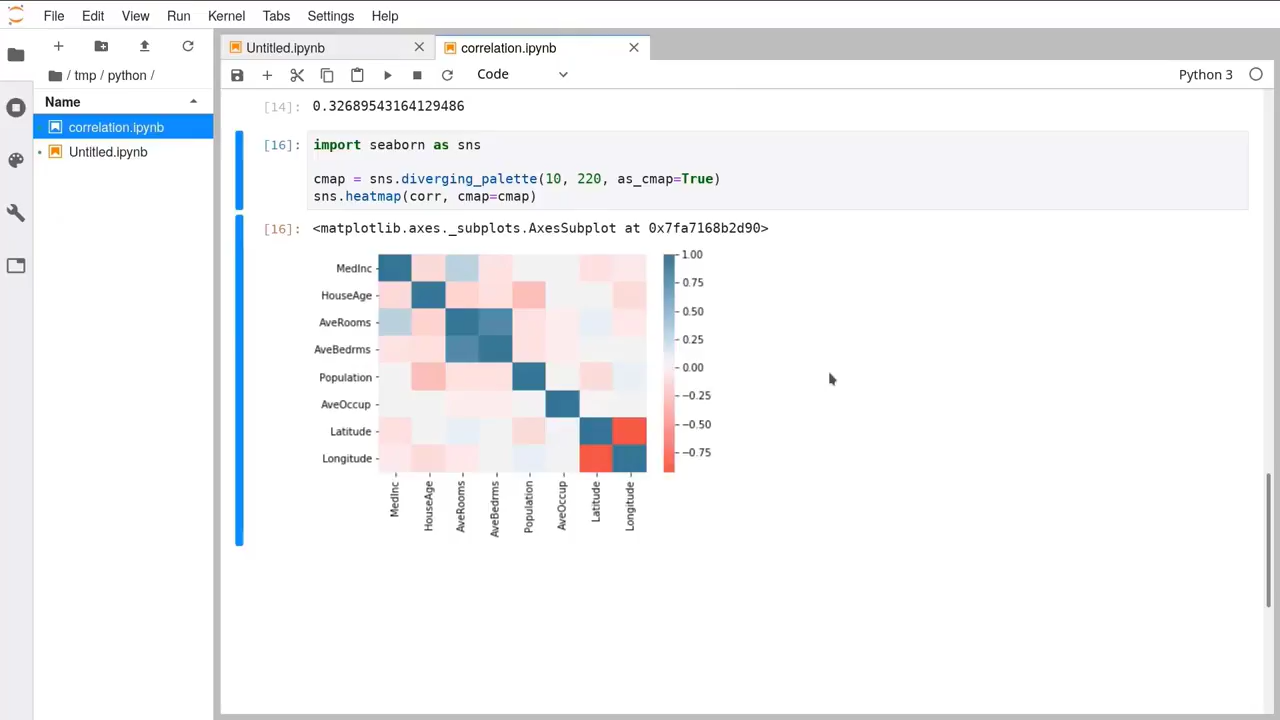 File Edit View Run Kernel Tabs Settings Help
/ tmp / python /
Name
correlation.ipynb
Untitled.ipynb
Untitled.ipynb
correlation.ipynb
Code
Python 3
[14]: 0.32689543164129486
[16]: import seaborn as sns
cmap = sns.diverging_palette(10, 220, as_cmap=True)
sns.heatmap(corr, cmap=cmap)
[16]: <matplotlib.axes._subplots.AxesSubplot at 0x7fa7168b2d90>
MedInc
HouseAge
AveRooms
AveBedrms
Population
AveOccup
Latitude
Longitude
MedInc
HouseAge
AveRooms
AveBedrms
Population
AveOccup
Latitude
Longitude
1.00
0.75
0.50
0.25
0.00
−0.25
−0.50
−0.75